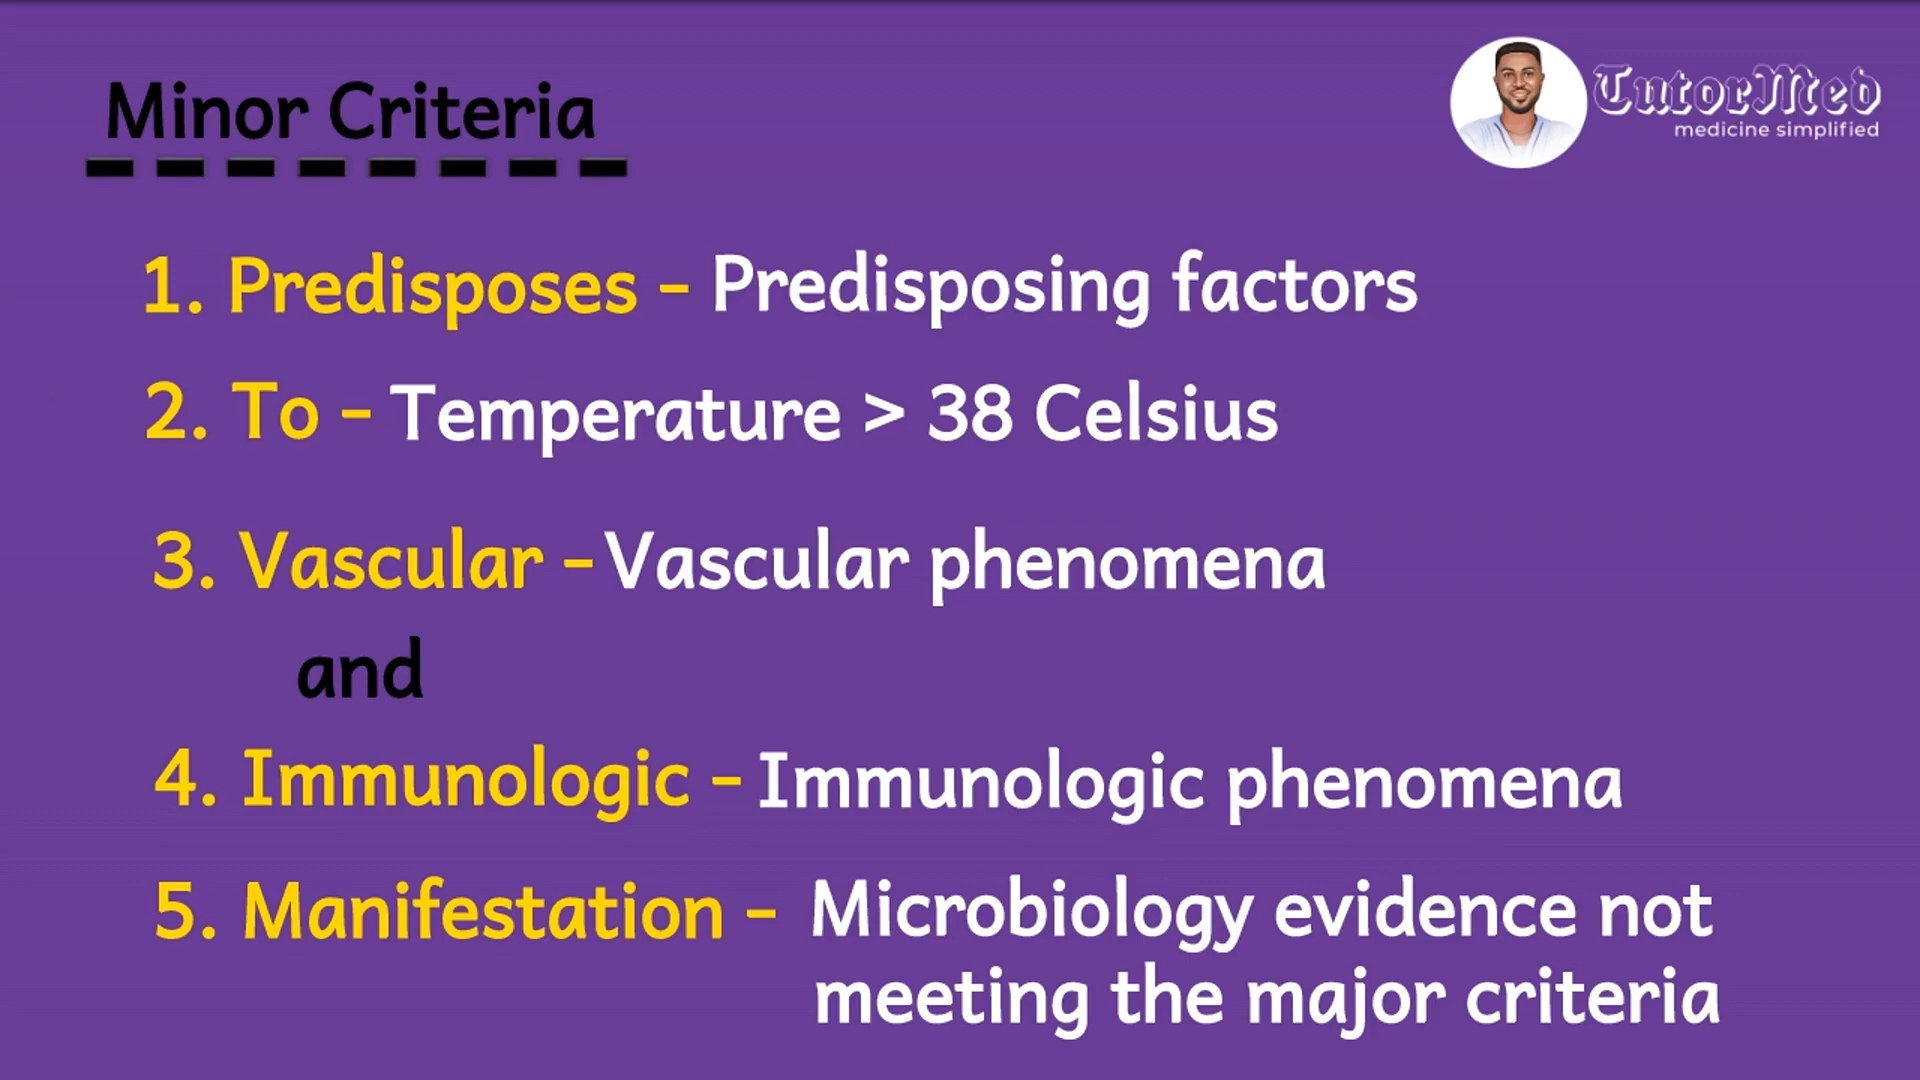 Minor Criteria
TutorMed
medicine simplified
1. Predisposes - Predisposing factors
2. To - Temperature > 38 Celsius
3. Vascular - Vascular phenomena
and
4. Immunologic - Immunologic phenomena
5. Manifestation - Microbiology evidence not
meeting the major criteria